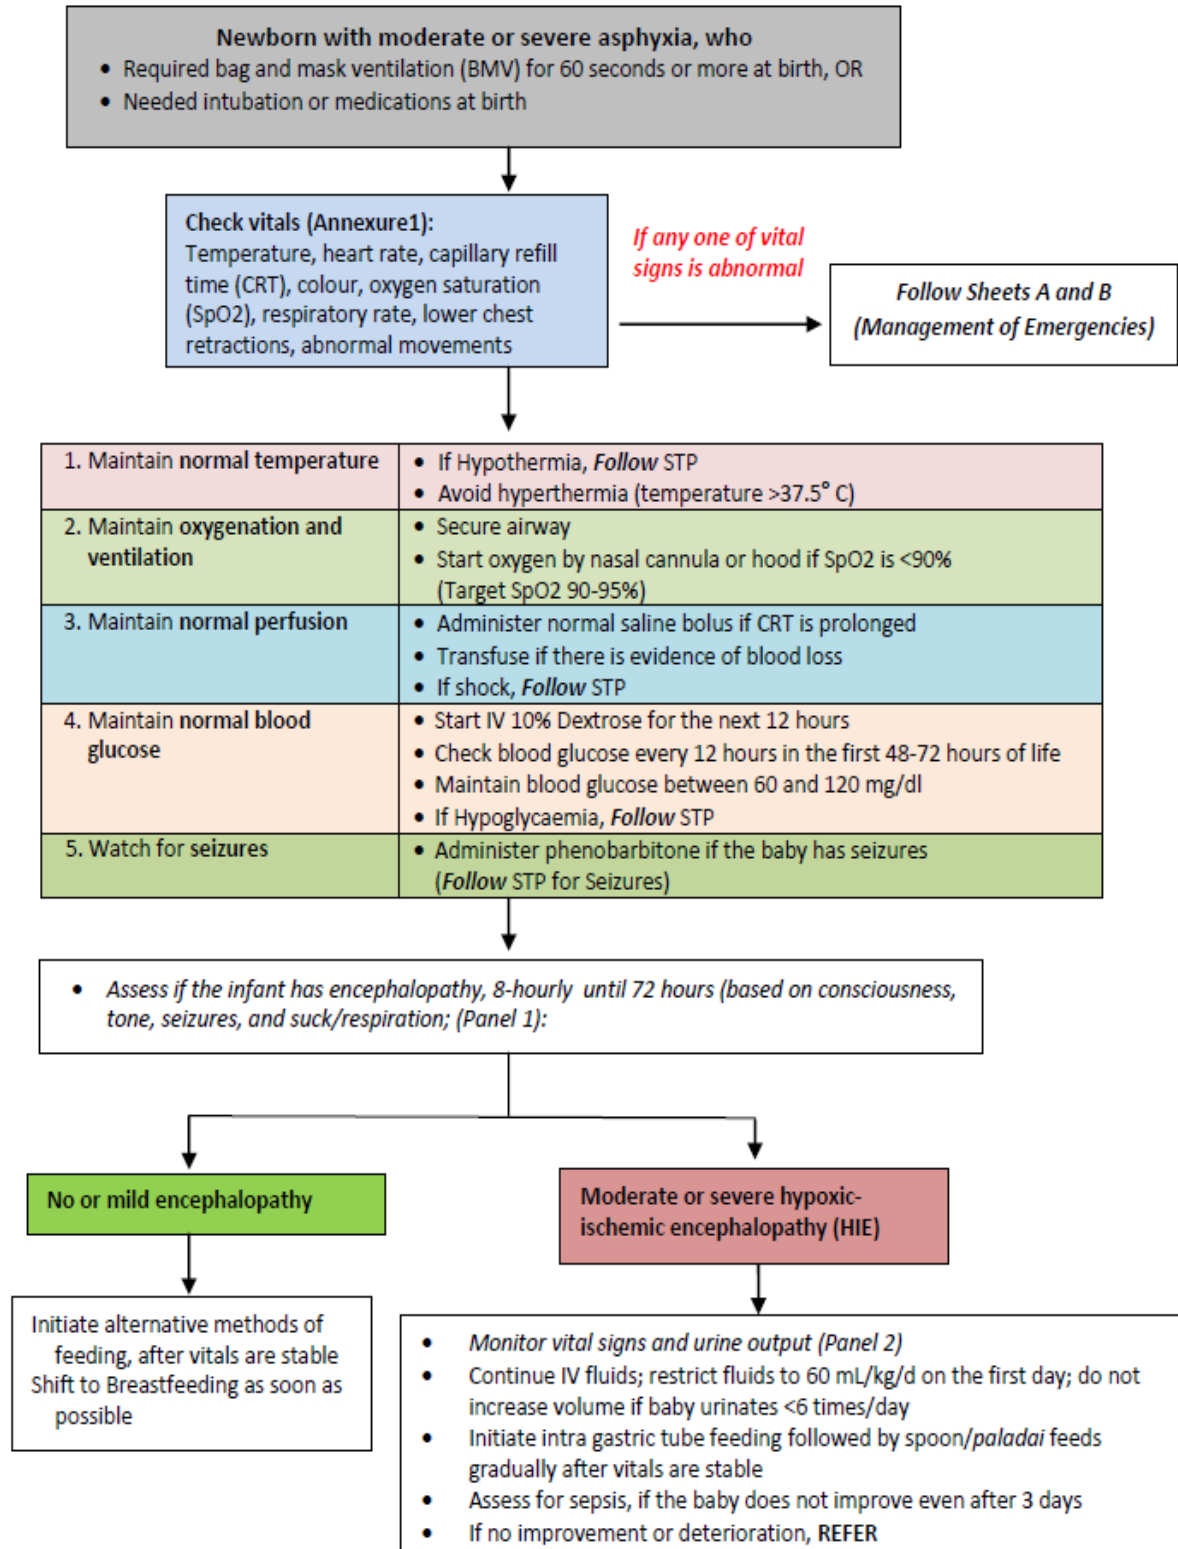 Newborn with moderate or severe asphyxia, who
• Required bag and mask ventilation (BMV) for 60 seconds or more at birth, OR
• Needed intubation or medications at birth
Check vitals (Annexure1):
Temperature, heart rate, capillary refill
time (CRT), colour, oxygen saturation
(SpO2), respiratory rate, lower chest
retractions, abnormal movements
If any one of vital
signs is abnormal
Follow Sheets A and B
(Management of Emergencies)
1. Maintain normal temperature
• If Hypothermia, Follow STP
• Avoid hyperthermia (temperature >37.5° C)
2. Maintain oxygenation and
ventilation
• Secure airway
• Start oxygen by nasal cannula or hood if SpO2 is <90%
(Target SpO2 90-95%)
3. Maintain normal perfusion
• Administer normal saline bolus if CRT is prolonged
• Transfuse if there is evidence of blood loss
• If shock, Follow STP
4. Maintain normal blood
glucose
• Start IV 10% Dextrose for the next 12 hours
• Check blood glucose every 12 hours in the first 48-72 hours of life
• Maintain blood glucose between 60 and 120 mg/dl
• If Hypoglycaemia, Follow STP
5. Watch for seizures
• Administer phenobarbitone if the baby has seizures
(Follow STP for Seizures)
• Assess if the infant has encephalopathy, 8-hourly until 72 hours (based on consciousness,
tone, seizures, and suck/respiration; (Panel 1):
No or mild encephalopathy
Initiate alternative methods of
feeding, after vitals are stable
Shift to Breastfeeding as soon as
possible
Moderate or severe hypoxic-
ischemic encephalopathy (HIE)
• Monitor vital signs and urine output (Panel 2)
• Continue IV fluids; restrict fluids to 60 mL/kg/d on the first day; do not
increase volume if baby urinates <6 times/day
• Initiate intra gastric tube feeding followed by spoon/paladai feeds
gradually after vitals are stable
• Assess for sepsis, if the baby does not improve even after 3 days
• If no improvement or deterioration, REFER